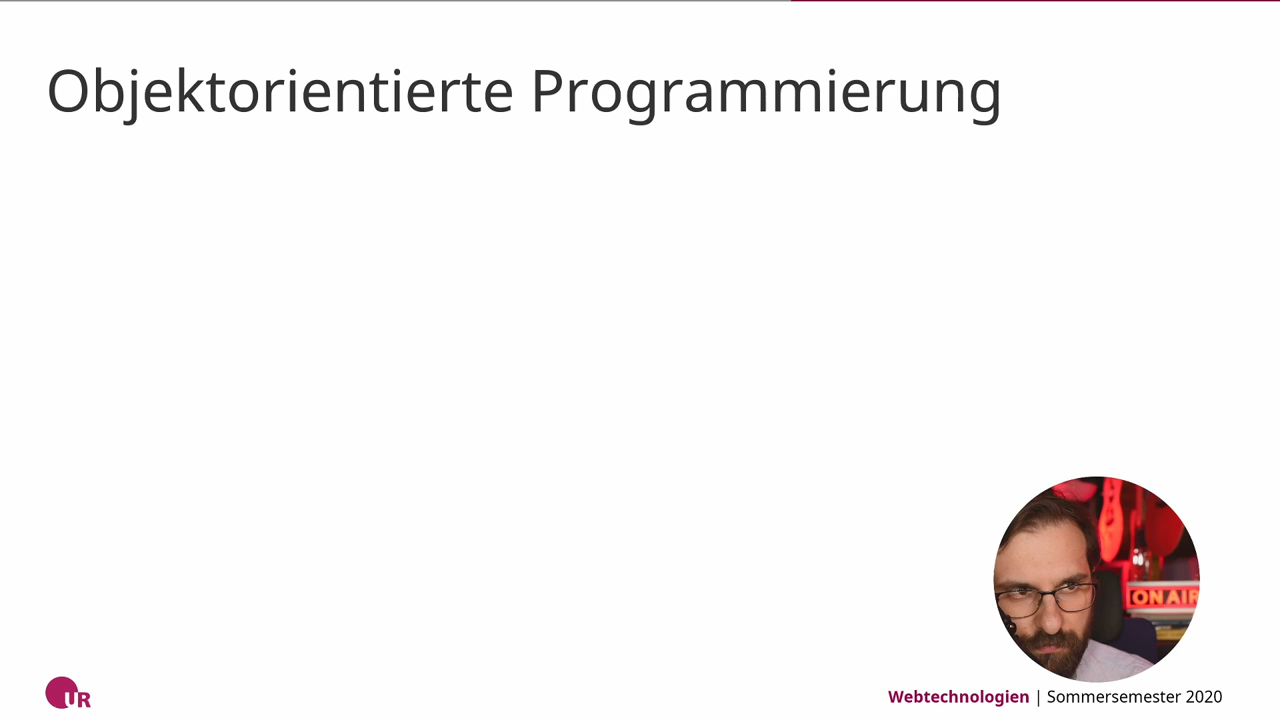 Objektorientierte Programmierung
ON AIR
UR
Webtechnologien | Sommersemester 2020